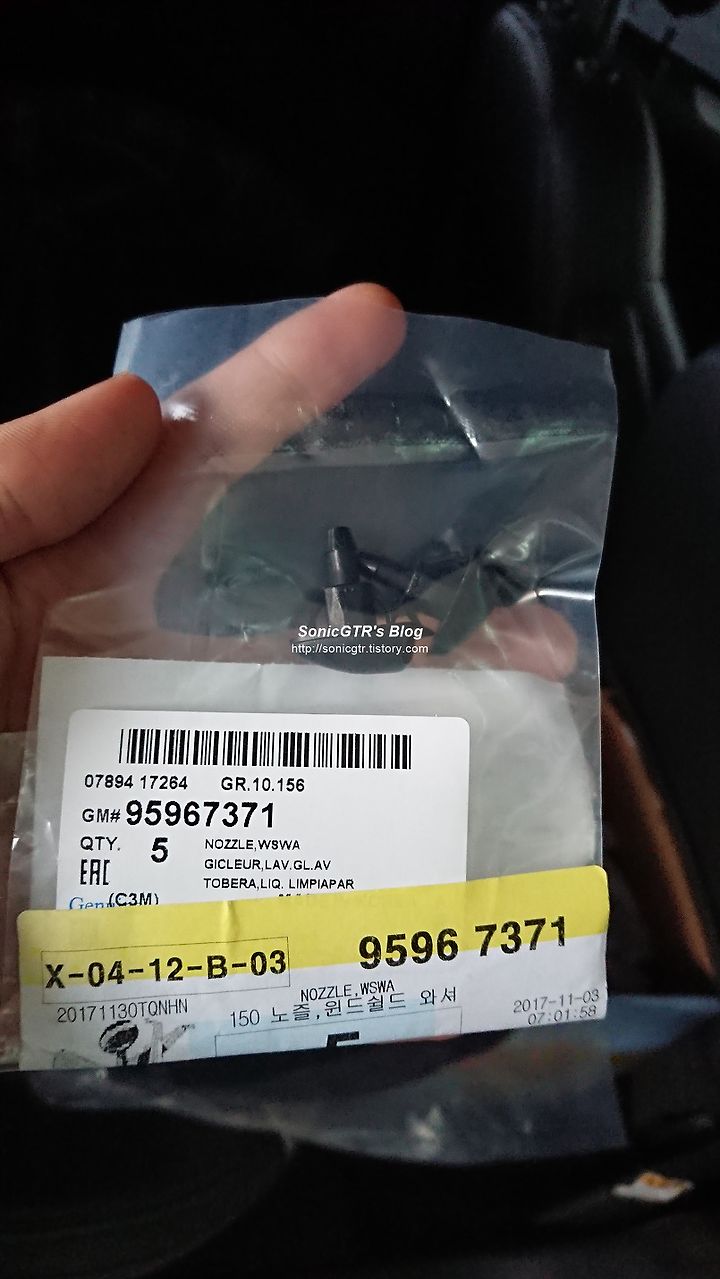 SonicGTR's Blog
http://sonicgtr.tistory.com
07894 17264 GR.10.156
GM# 95967371
QTY. 5 NOZZLE,WSWA
EAC GICLEUR,LAV.GL.AV
TOBERA,LIQ. LIMPIAPAR
(C3M)
X-04-12-B-03 9596 7371
NOZZLE,WSWA
20171130TQNHN 150 노즐,윈드쉴드 와셔 2017-11-03
07:01:58